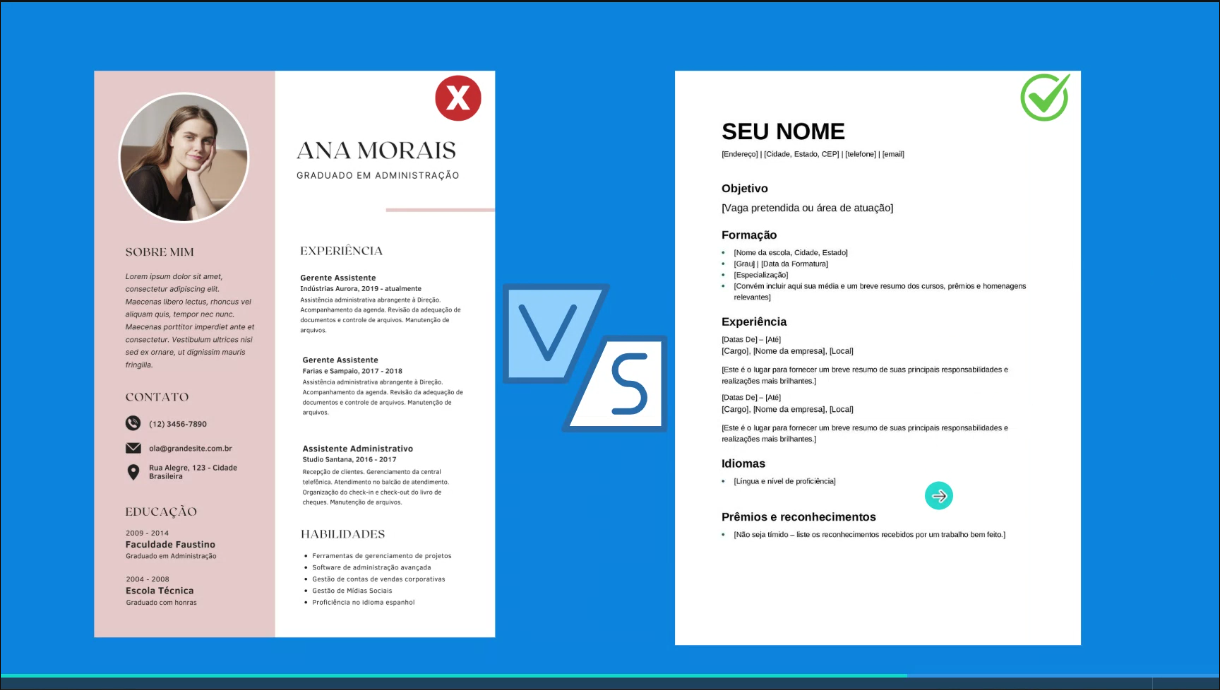 ANA MORAIS
GRADUADO EM ADMINISTRAÇÃO
SOBRE MIM
Lorem ipsum dolor sit amet,
consectetur adipiscing elit.
Maecenas libero lectus, rhoncus vel
aliquam quis, tempor nec nunc.
Maecenas porttitor imperdiet ante et
consectetur. Vestibulum ultrices nisl
sed ex ornare, ut dignissim mauris
fringilla.
CONTATO
(12) 3456-7890
ola@grandesite.com.br
Rua Alegre, 123 - Cidade
Brasileira
EDUCAÇÃO
2009 - 2014
Faculdade Faustino
Graduado em Administração
2004 - 2008
Escola Técnica
Graduado com honras
EXPERIÊNCIA
Gerente Assistente
Indústrias Aurora, 2019 - atualmente
Assistência administrativa abrangente à Direção.
Acompanhamento da agenda. Revisão da adequação de
documentos e controle de arquivos. Manutenção de
arquivos.
Gerente Assistente
Farias e Sampaio, 2017 - 2018
Assistência administrativa abrangente à Direção.
Acompanhamento da agenda. Revisão da adequação de
documentos e controle de arquivos. Manutenção de
arquivos.
Assistente Administrativo
Studio Santana, 2016 - 2017
Recepção de clientes. Gerenciamento da central
telefônica. Atendimento no balcão de atendimento.
Organização do check-in e check-out do livro de
cheques. Manutenção de arquivos.
HABILIDADES
• Ferramentas de gerenciamento de projetos
• Software de administração avançada
• Gestão de contas de vendas corporativas
• Gestão de Mídias Sociais
• Proficiência no idioma espanhol
X
VS
SEU NOME
[Endereço] | [Cidade, Estado, CEP] | [telefone] | [email]
Objetivo
[Vaga pretendida ou área de atuação]
Formação
• [Nome da escola, Cidade, Estado]
• [Grau] | [Data da Formatura]
• [Especialização]
• [Convém incluir aqui sua média e um breve resumo dos cursos, prêmios e homenagens
relevantes]
Experiência
[Datas De] – [Até]
[Cargo], [Nome da empresa], [Local]
[Este é o lugar para fornecer um breve resumo de suas principais responsabilidades e
realizações mais brilhantes.]
[Datas De] – [Até]
[Cargo], [Nome da empresa], [Local]
[Este é o lugar para fornecer um breve resumo de suas principais responsabilidades e
realizações mais brilhantes.]
Idiomas
• [Língua e nível de proficiência]
Prêmios e reconhecimentos
• [Não seja tímido – liste os reconhecimentos recebidos por um trabalho bem feito.]